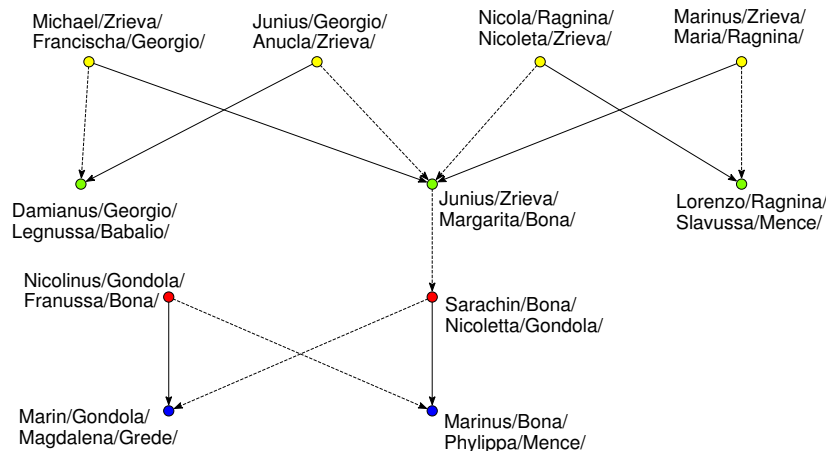 Michael/Zrieva/
Francischa/Georgio/
Junius/Georgio/
Anucla/Zrieva/
Nicola/Ragnina/
Nicoleta/Zrieva/
Marinus/Zrieva/
Maria/Ragnina/
Damianus/Georgio/
Legnussa/Babalio/
Junius/Zrieva/
Margarita/Bona/
Lorenzo/Ragnina/
Slavussa/Mence/
Nicolinus/Gondola/
Franussa/Bona/
Sarachin/Bona/
Nicoletta/Gondola/
Marin/Gondola/
Magdalena/Grede/
Marinus/Bona/
Phylippa/Mence/